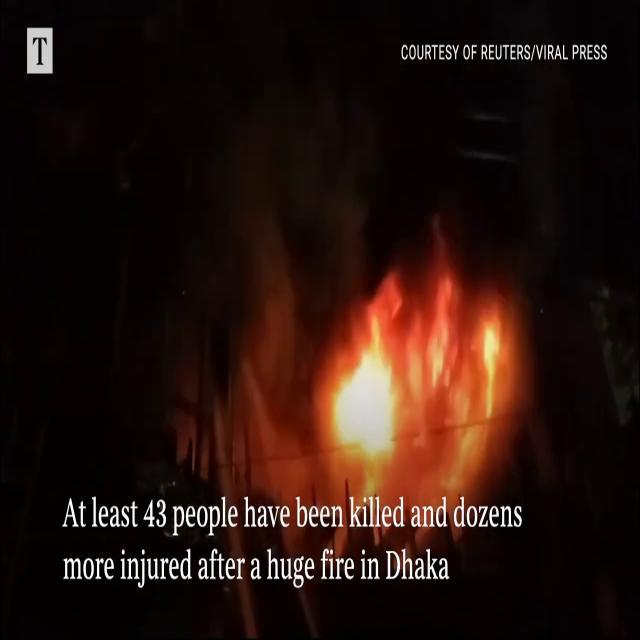 T
COURTESY OF REUTERS/VIRAL PRESS
At least 43 people have been killed and dozens
more injured after a huge fire in Dhaka